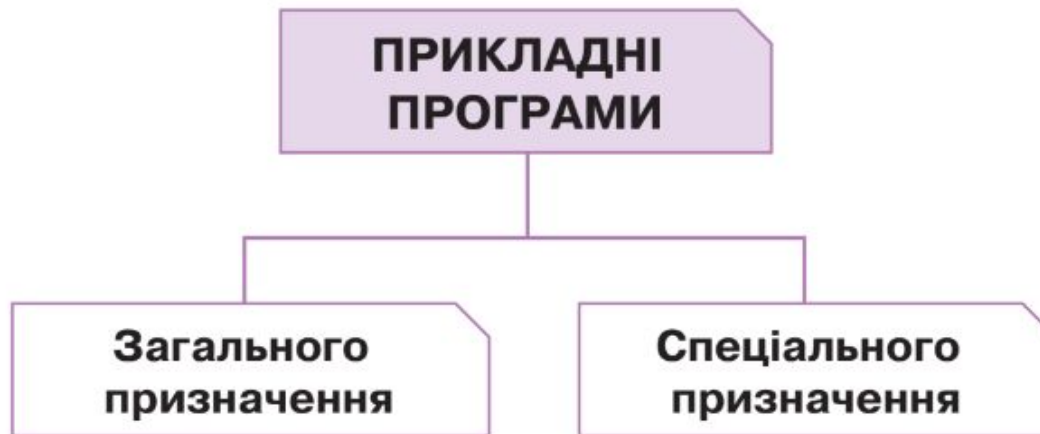 ПРИКЛАДНІ
ПРОГРАМИ
Загального
призначення
Спеціального
призначення